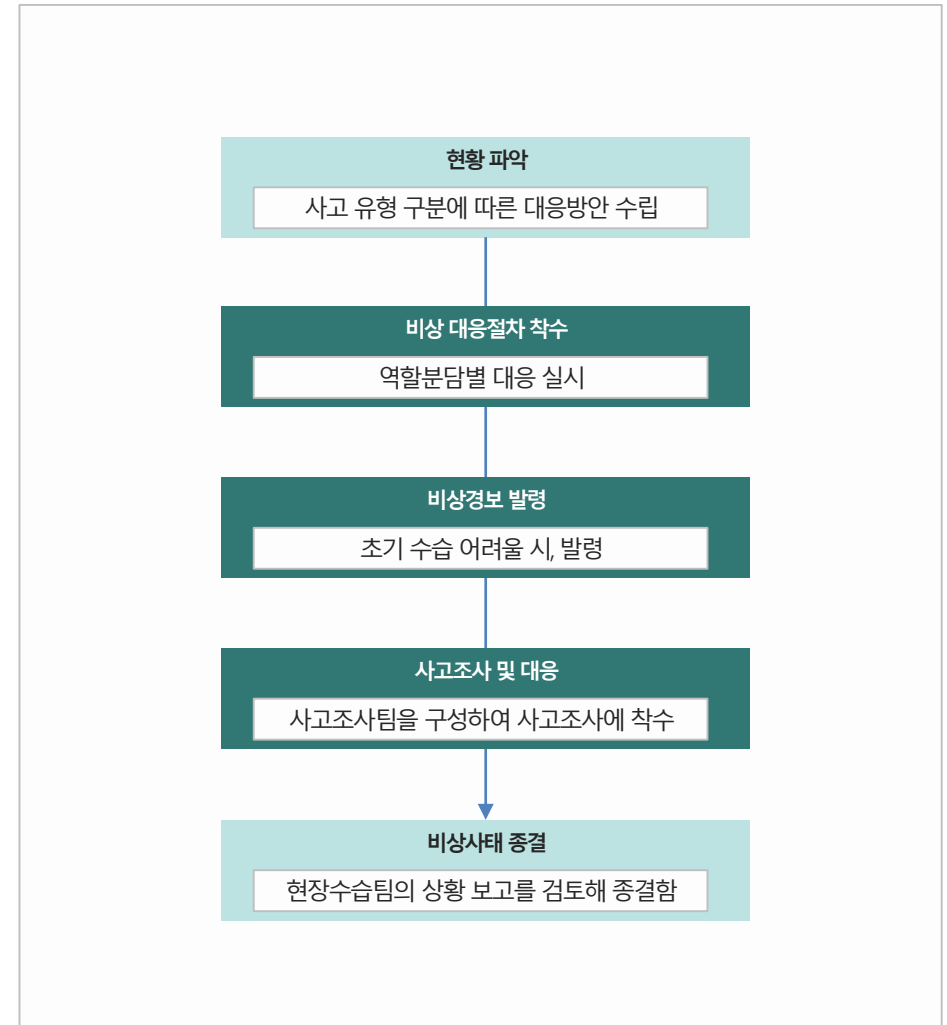 현황 파악
사고 유형 구분에 따른 대응방안 수립
비상 대응절차 착수
역할분담별 대응 실시
비상경보 발령
초기 수습 어려울 시, 발령
사고조사 및 대응
사고조사팀을 구성하여 사고조사에 착수
비상사태 종결
현장수습팀의 상황 보고를 검토해 종결함